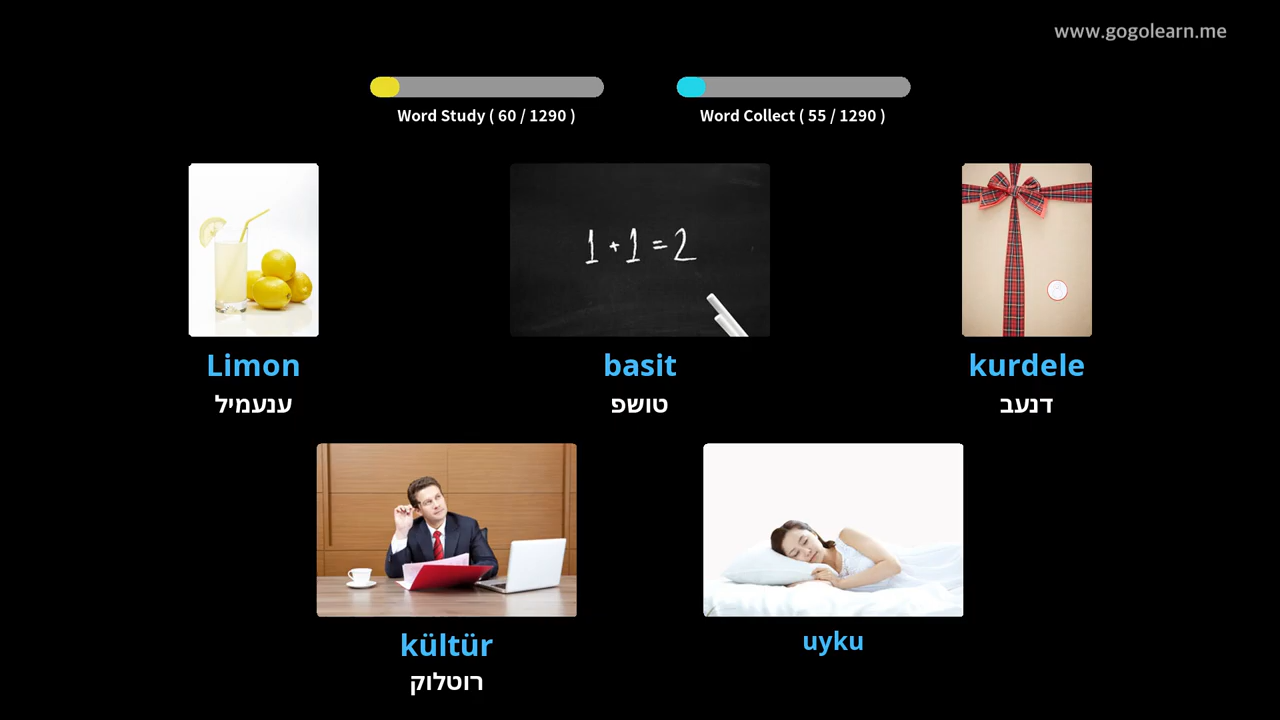 www.gogolearn.me
Word Study ( 60 / 1290 )
Word Collect ( 55 / 1290 )
Limon
ענעמיל
basit
טושפ
kurdele
דנעב
1+1=2
kültür
רוטלוק
uyku